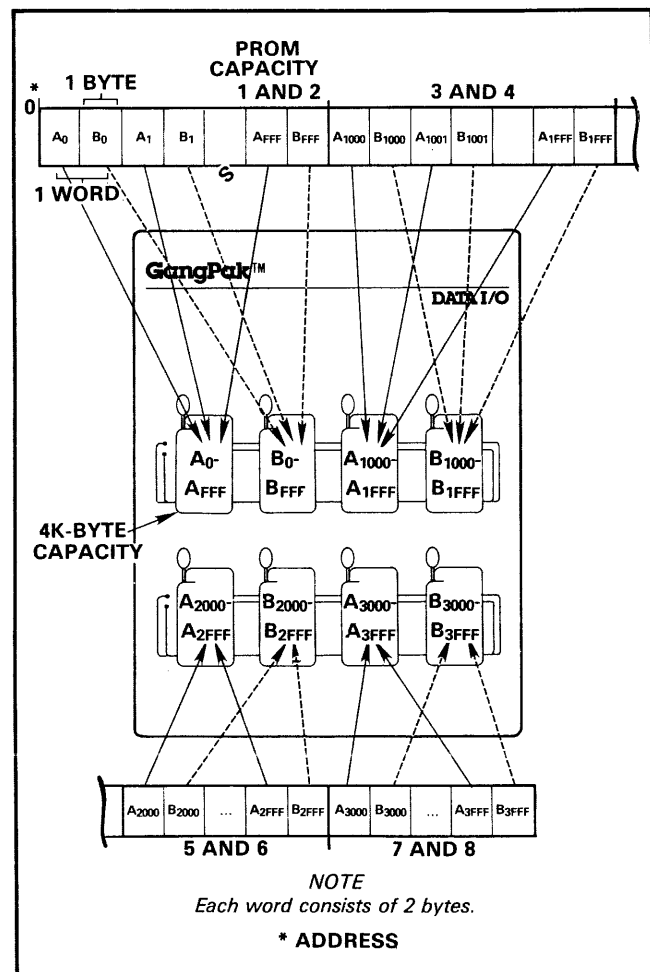 PROM
CAPACITY
1 BYTE
1 AND 2
3 AND 4
*
0
A0 B0 A1 B1 AFFF BFFF A1000 B1000 A1001 B1001 A1FFF B1FFF
1 WORD
GangPak™
DATA I/O
A0-
AFFF
B0-
BFFF
A1000-
A1FFF
B1000-
B1FFF
4K-BYTE
CAPACITY
A2000-
A2FFF
B2000-
B2FFF
A3000-
A3FFF
B3000-
B3FFF
A2000 B2000 ... A2FFF B2FFF A3000 B3000 ... A3FFF B3FFF
5 AND 6
7 AND 8
NOTE
Each word consists of 2 bytes.
* ADDRESS